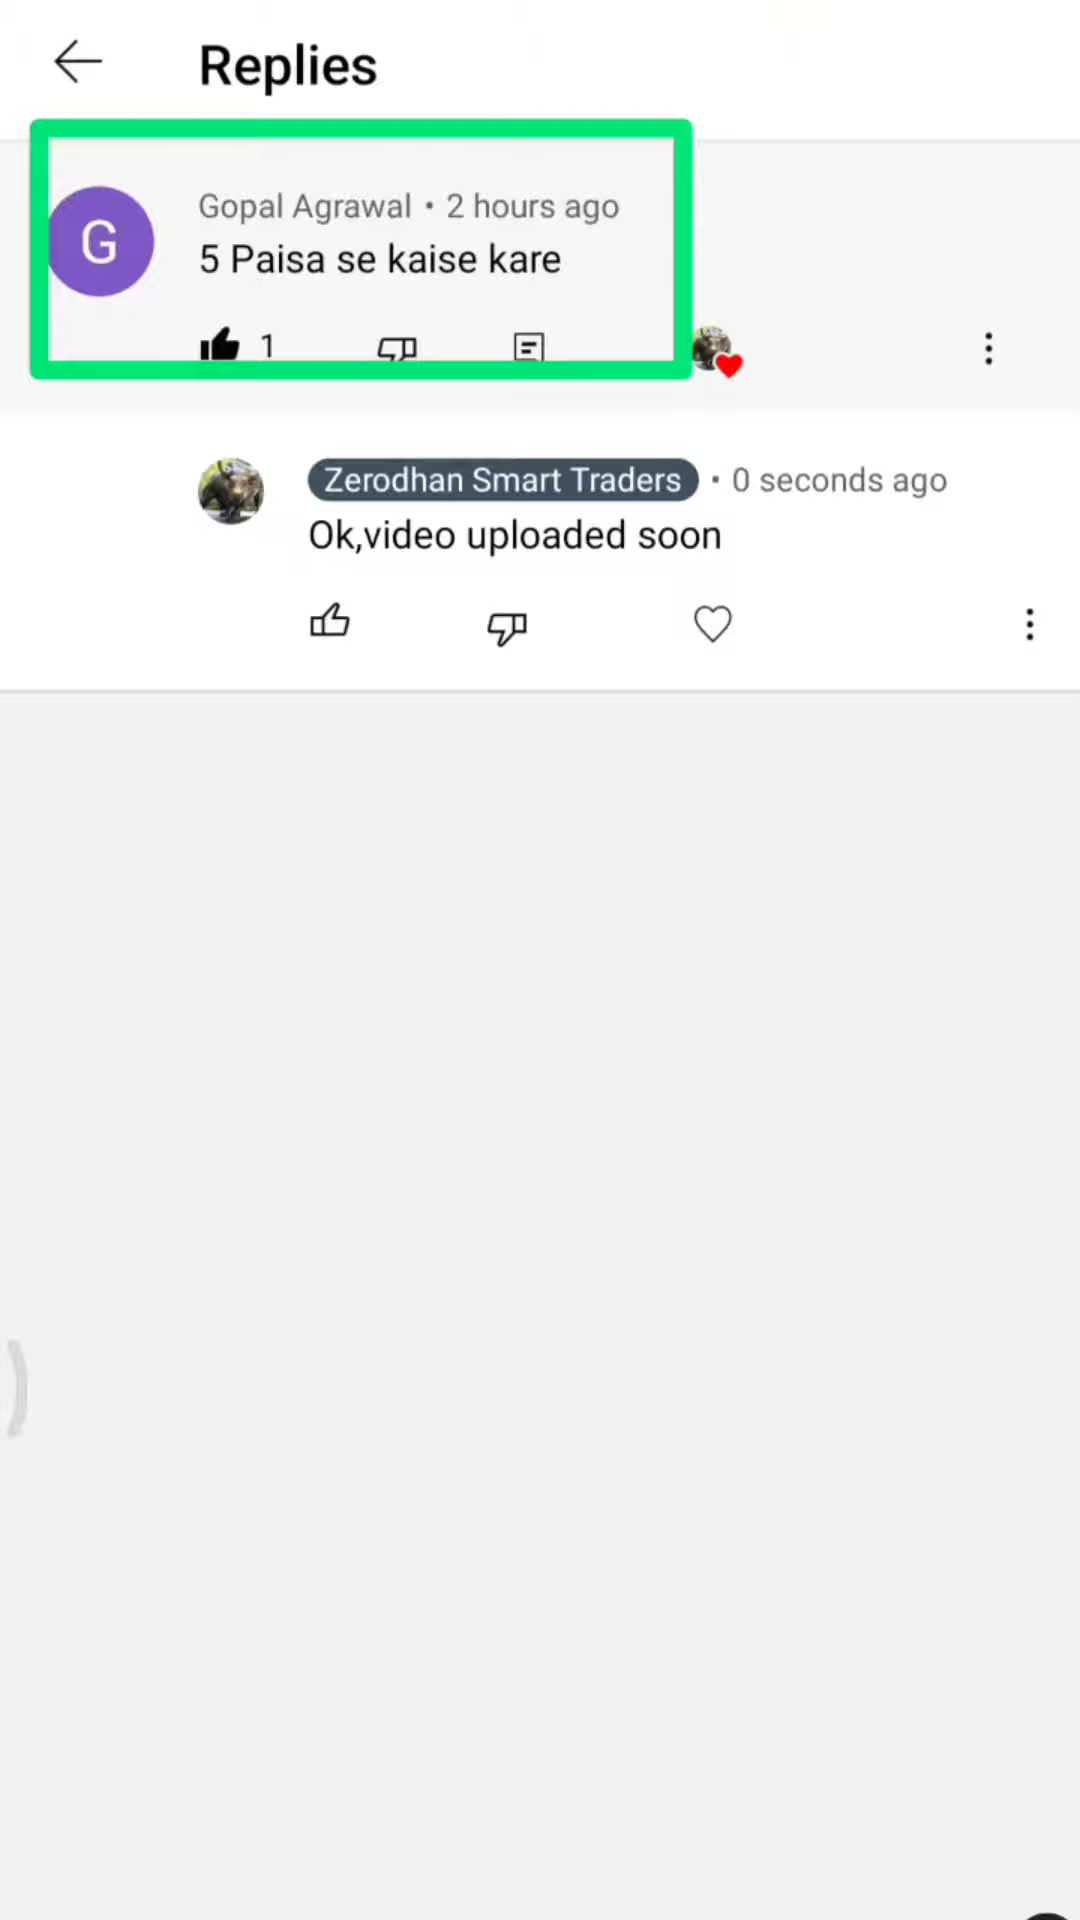 Replies
Gopal Agrawal • 2 hours ago
G
5 Paisa se kaise kare
1
Zerodhan Smart Traders • 0 seconds ago
Ok,video uploaded soon